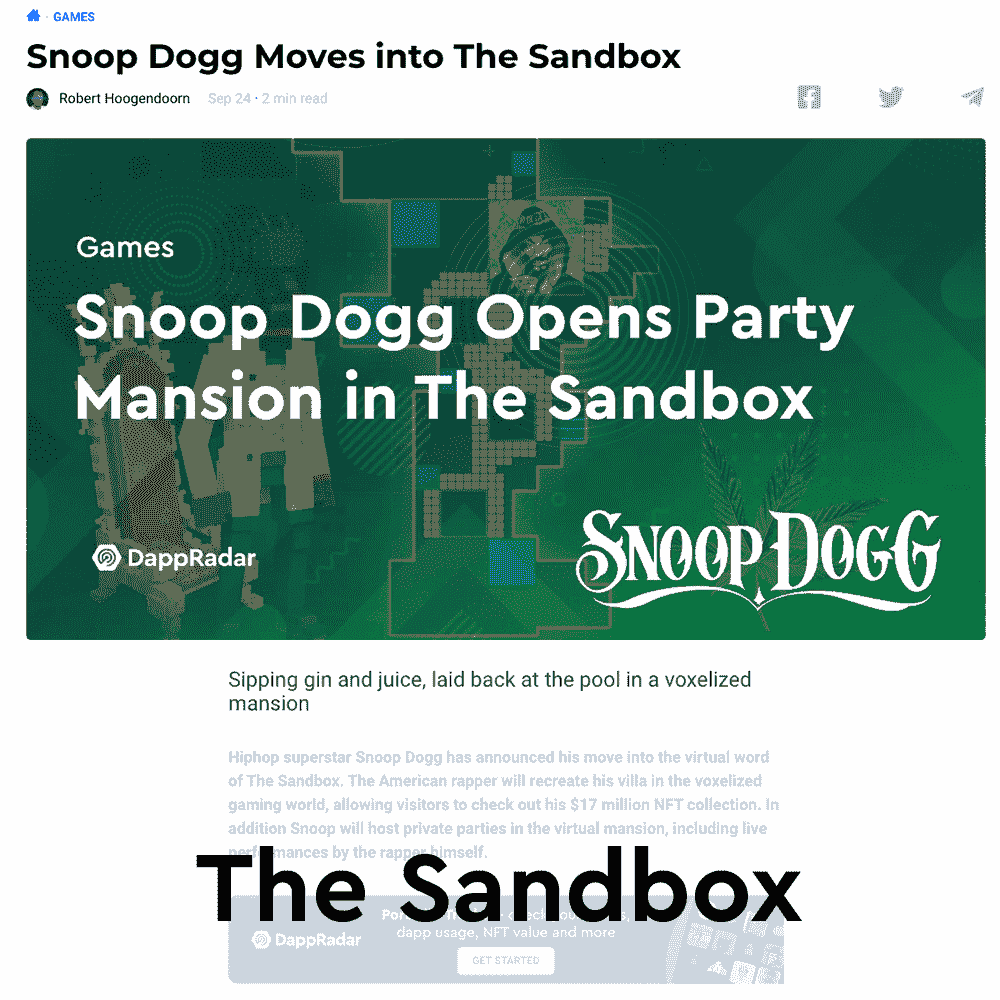 GAMES
Snoop Dogg Moves into The Sandbox
Robert Hoogendoorn Sep 24 · 2 min read
Games
Snoop Dogg Opens Party
Mansion in The Sandbox
DappRadar
SNOOP DOGG
Sipping gin and juice, laid back at the pool in a voxelized
mansion
Hiphop superstar Snoop Dogg has announced his move into the virtual word
of The Sandbox. The American rapper will recreate his villa in the voxelized
gaming world, allowing visitors to check out his $17 million NFT collection. In
addition Snoop will host private parties in the virtual mansion, including live
performances by the rapper himself.
The Sandbox
DappRadar
dapp usage, NFT value and more
GET STARTED